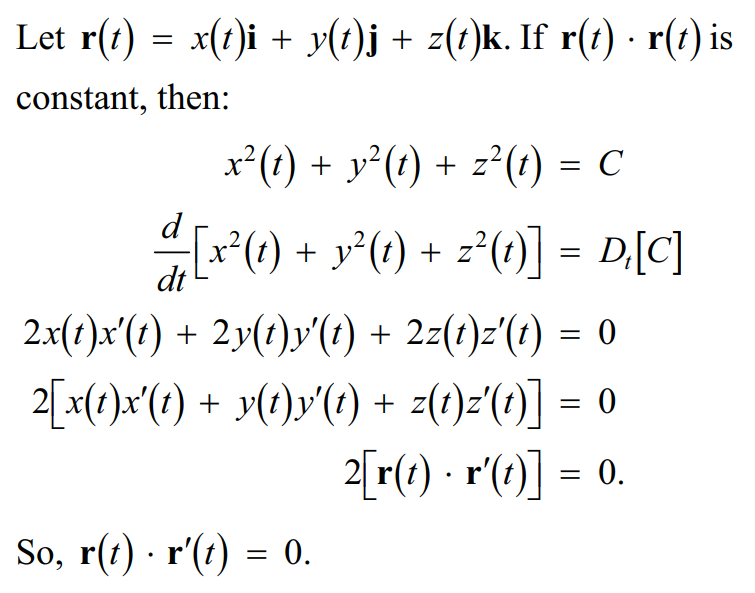 Let r(t) = x(t)i + y(t)j + z(t)k. If r(t) · r(t) is
constant, then:
x²(t) + y²(t) + z²(t) = C
d/dt [x²(t) + y²(t) + z²(t)] = Dₜ[C]
2x(t)x′(t) + 2y(t)y′(t) + 2z(t)z′(t) = 0
2[x(t)x′(t) + y(t)y′(t) + z(t)z′(t)] = 0
2[r(t) · r′(t)] = 0.
So, r(t) · r′(t) = 0.